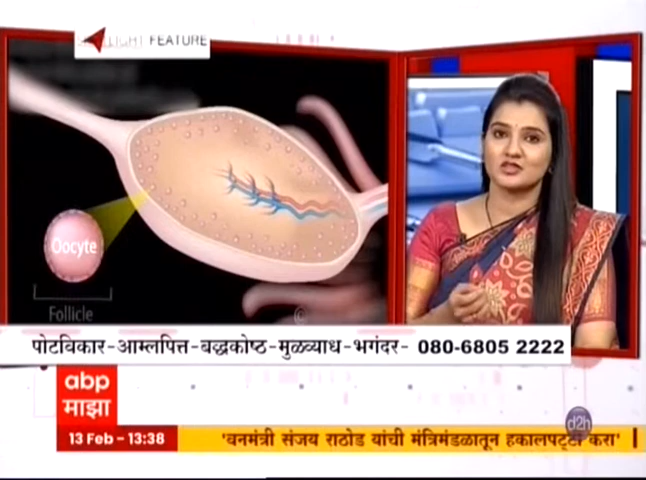 LIGHT FEATURE
Oocyte
Follicle
©
पोटविकार-आम्लपित्त-बद्धकोष्ठ-मुळव्याध-भगंदर- 080-6805 2222
abp
माझा
d2h
13 Feb - 13:38
'वनमंत्री संजय राठोड यांची मंत्रिमंडळातून हकालपट्टी करा'